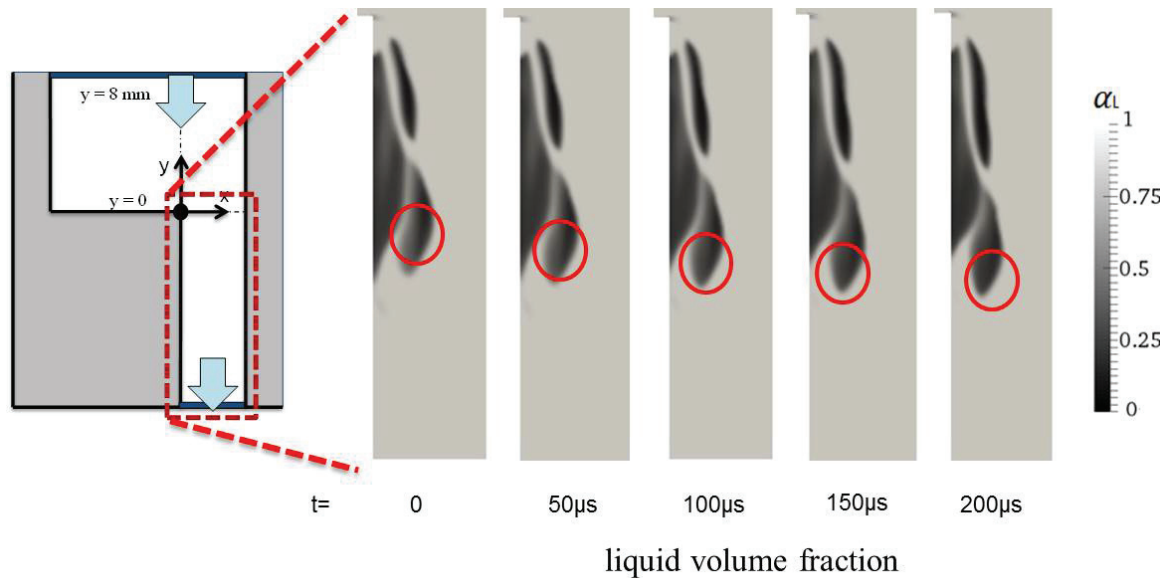 y = 8 mm
y
y = 0
x
αL
1
0.75
0.5
0.25
0
t= 0 50µs 100µs 150µs 200µs
liquid volume fraction